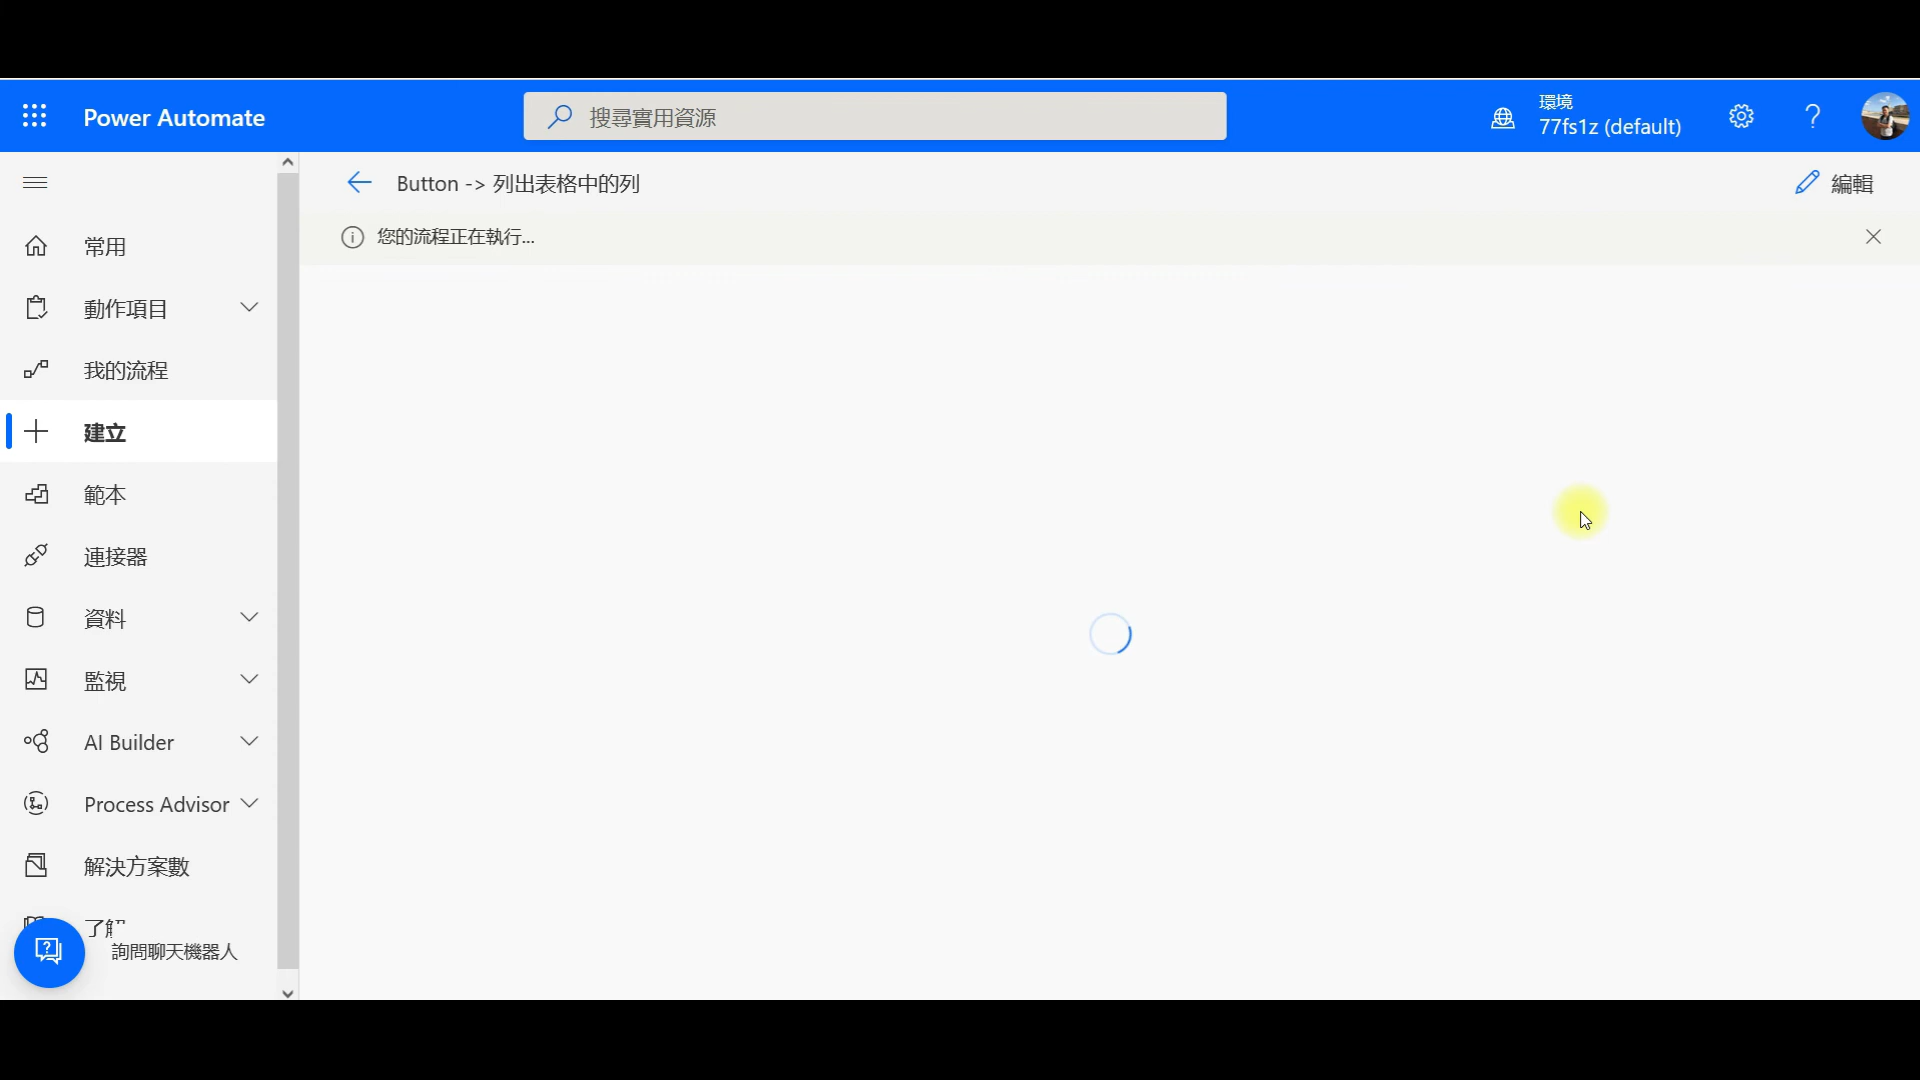 Power Automate
搜尋實用資源
環境
77fs1z (default)
Button -> 列出表格中的列
編輯
您的流程正在執行...
常用
動作項目
我的流程
建立
範本
連接器
資料
監視
AI Builder
Process Advisor
解決方案數
了解
詢問聊天機器人